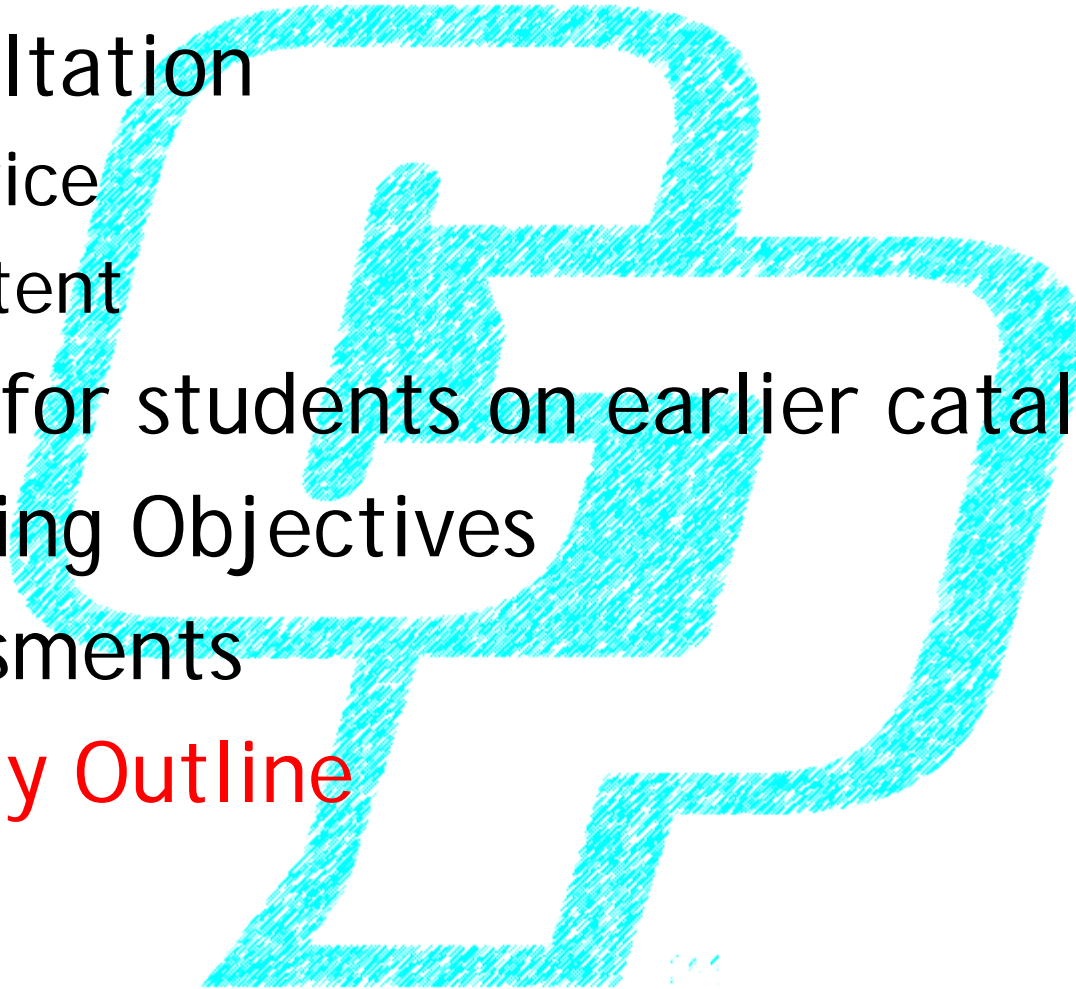 ltation
ice
tent
for students on earlier catal
ing Objectives
sments
y Outline